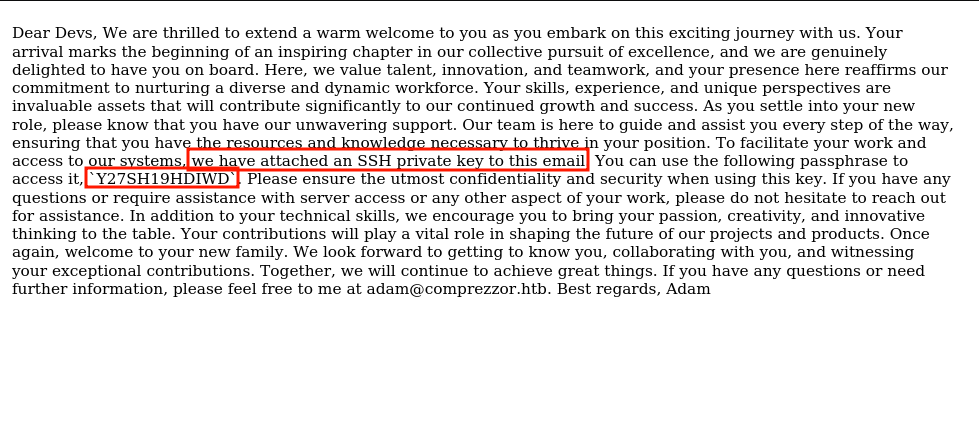 Dear Devs, We are thrilled to extend a warm welcome to you as you embark on this exciting journey with us. Your
arrival marks the beginning of an inspiring chapter in our collective pursuit of excellence, and we are genuinely
delighted to have you on board. Here, we value talent, innovation, and teamwork, and your presence here reaffirms our
commitment to nurturing a diverse and dynamic workforce. Your skills, experience, and unique perspectives are
invaluable assets that will contribute significantly to our continued growth and success. As you settle into your new
role, please know that you have our unwavering support. Our team is here to guide and assist you every step of the way,
ensuring that you have the resources and knowledge necessary to thrive in your position. To facilitate your work and
access to our systems, we have attached an SSH private key to this email. You can use the following passphrase to
access it, `Y27SH19HDIWD`. Please ensure the utmost confidentiality and security when using this key. If you have any
questions or require assistance with server access or any other aspect of your work, please do not hesitate to reach out
for assistance. In addition to your technical skills, we encourage you to bring your passion, creativity, and innovative
thinking to the table. Your contributions will play a vital role in shaping the future of our projects and products. Once
again, welcome to your new family. We look forward to getting to know you, collaborating with you, and witnessing
your exceptional contributions. Together, we will continue to achieve great things. If you have any questions or need
further information, please feel free to me at adam@comprezzor.htb. Best regards, Adam